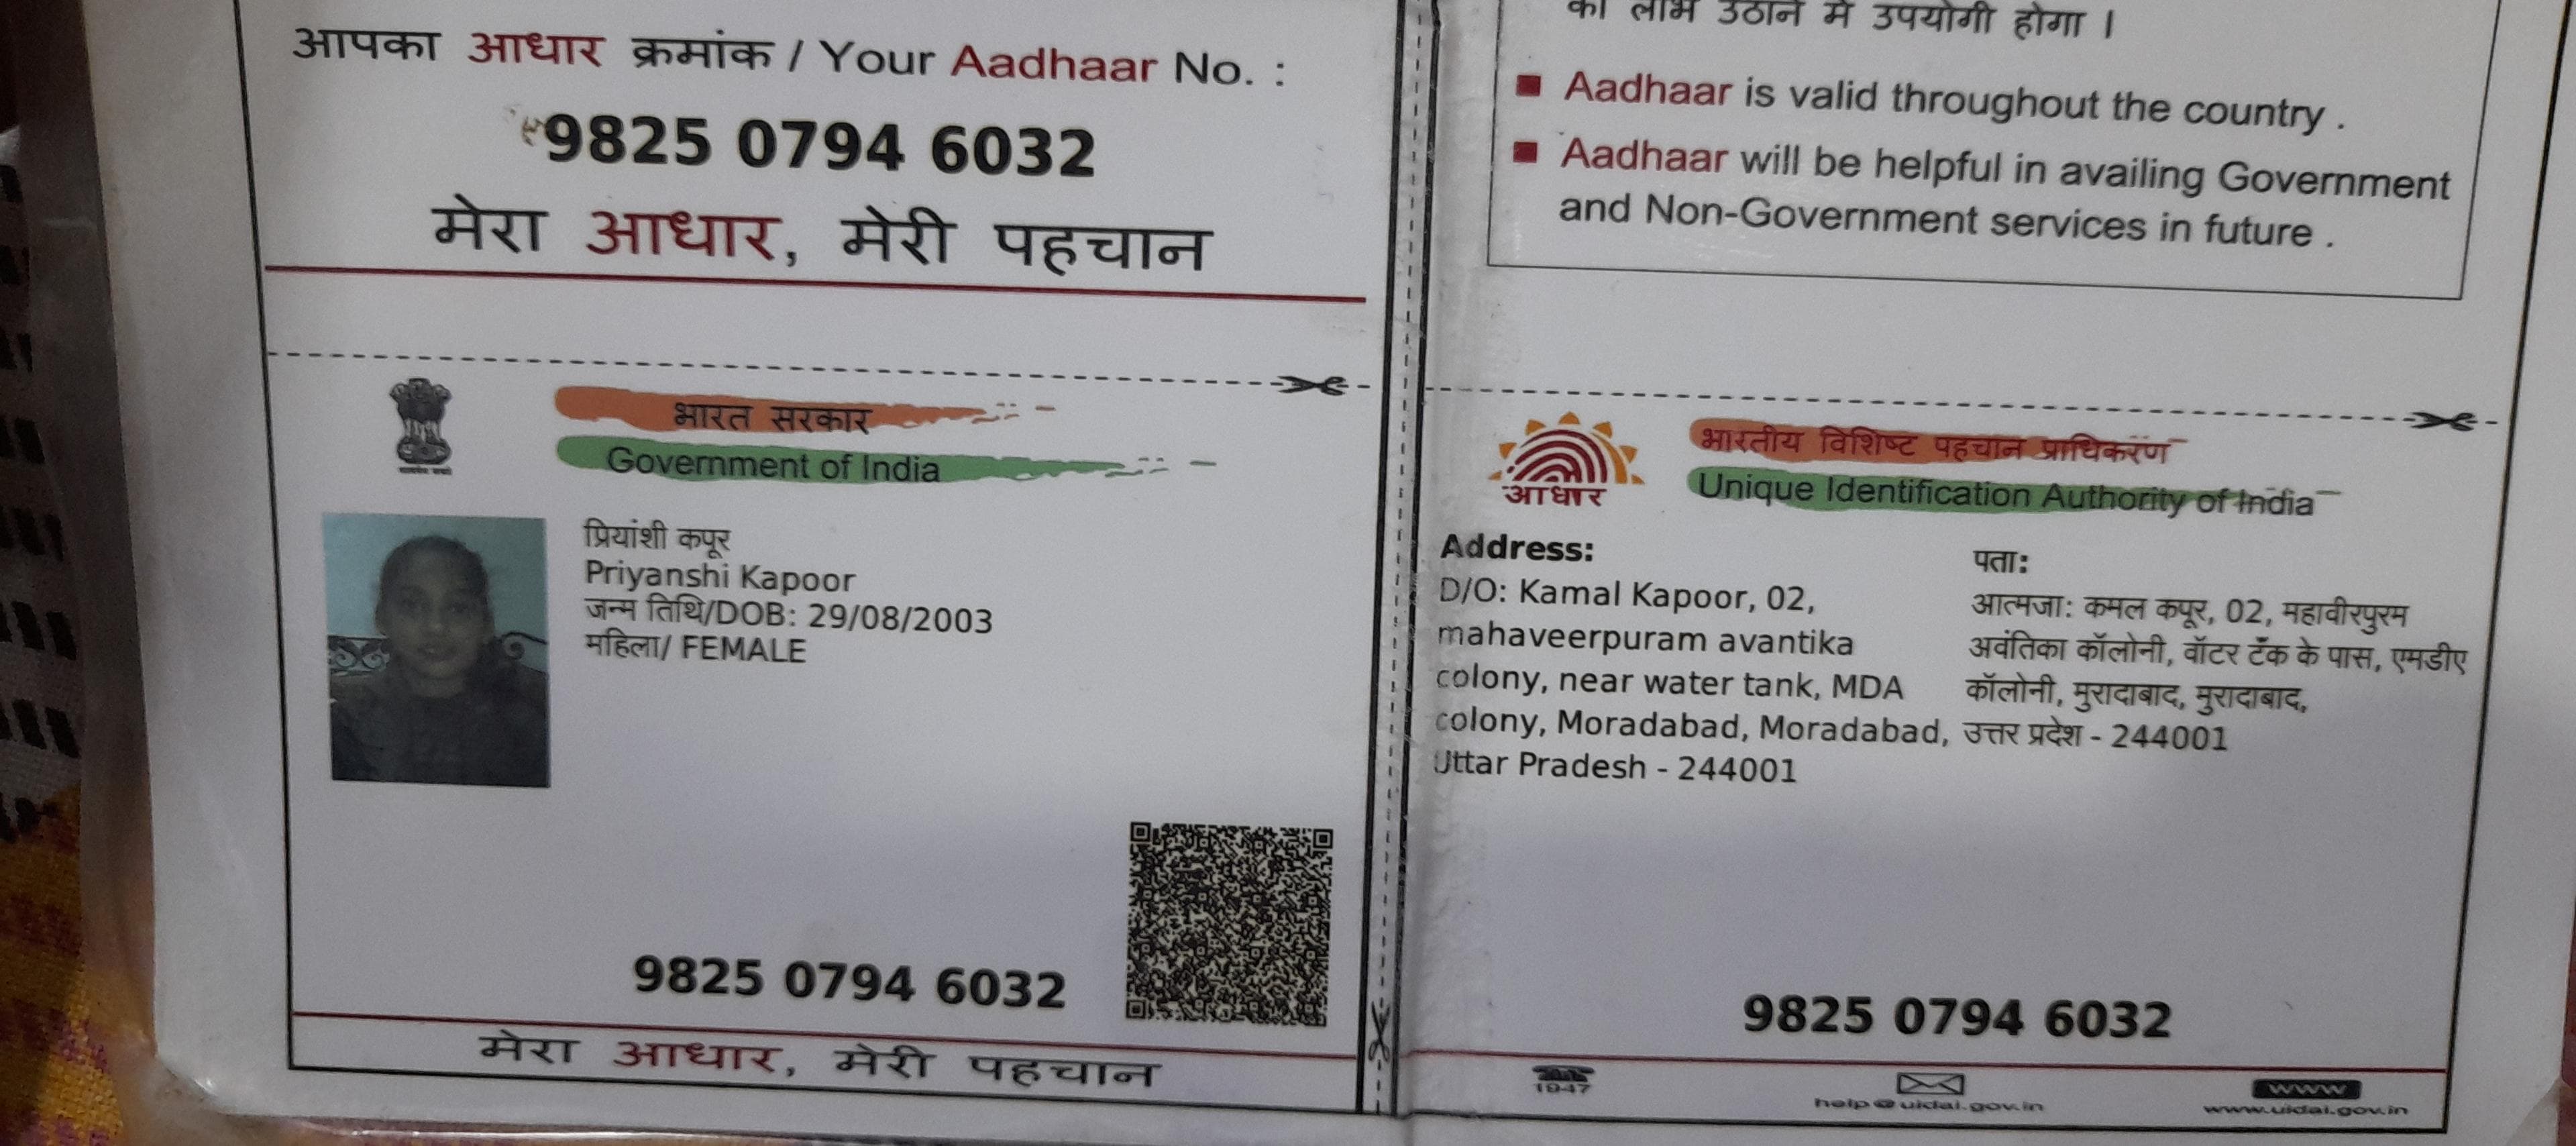 आपका आधार क्रमांक / Your Aadhaar No. :
9825 0794 6032
मेरा आधार, मेरी पहचान
भारत सरकार
Government of India
प्रियांशी कपूर
Priyanshi Kapoor
जन्म तिथि/DOB: 29/08/2003
महिला/ FEMALE
9825 0794 6032
मेरा आधार, मेरी पहचान
का लाभ उठाने में उपयोगी होगा ।
■ Aadhaar is valid throughout the country .
■ Aadhaar will be helpful in availing Government
and Non-Government services in future .
भारतीय विशिष्ट पहचान प्राधिकरण
Unique Identification Authority of India
आधार
Address:
D/O: Kamal Kapoor, 02,
mahaveerpuram avantika
colony, near water tank, MDA
colony, Moradabad, Moradabad,
Uttar Pradesh - 244001
पता:
आत्मजा: कमल कपूर, 02, महावीरपुरम
अवंतिका कॉलोनी, वॉटर टैंक के पास, एमडीए
कॉलोनी, मुरादाबाद, मुरादाबाद,
उत्तर प्रदेश - 244001
9825 0794 6032
1947
help@uidai.gov.in
www
www.uidai.gov.in